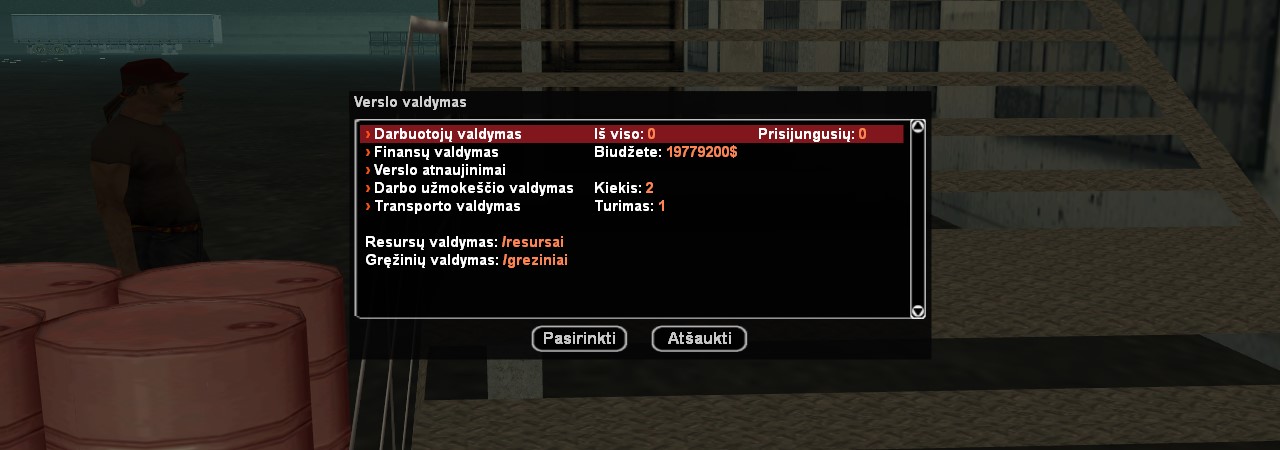 Verslo valdymas
› Darbuotojų valdymas Iš viso: 0 Prisijungusių: 0
› Finansų valdymas Biudžete: 19779200$
› Verslo atnaujinimai
› Darbo užmokeščio valdymas Kiekis: 2
› Transporto valdymas Turimas: 1
Resursų valdymas: /resursai
Gręžinių valdymas: /greziniai
Pasirinkti Atšaukti